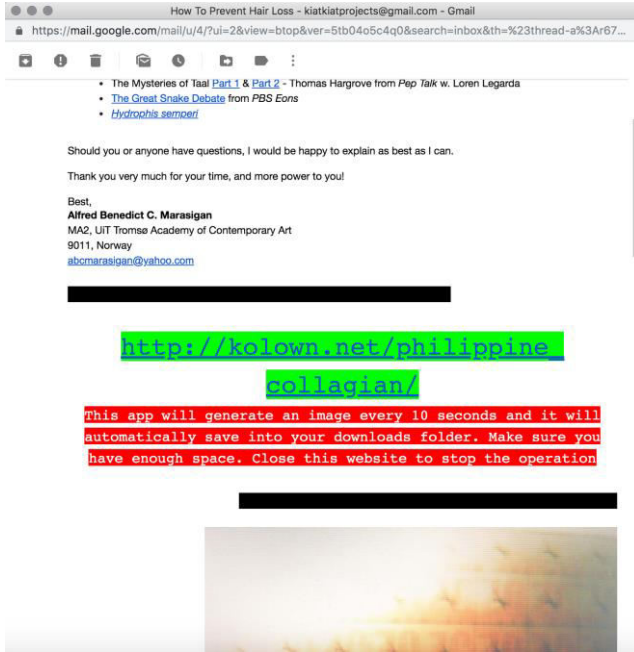 How To Prevent Hair Loss - kiatkiatprojects@gmail.com - Gmail
https://mail.google.com/mail/u/4/?ui=2&view=btop&ver=5tb04o5c4q0&search=inbox&th=%23thread-a%3Ar67...
• The Mysteries of Taal Part 1 & Part 2 - Thomas Hargrove from Pep Talk w. Loren Legarda
• The Great Snake Debate from PBS Eons
• Hydrophis semperi
Should you or anyone have questions, I would be happy to explain as best as I can.
Thank you very much for your time, and more power to you!
Best,
Alfred Benedict C. Marasigan
MA2, UiT Tromsø Academy of Contemporary Art
9011, Norway
abcmarasigan@yahoo.com
http://kolown.net/philippine_
collagian/
This app will generate an image every 10 seconds and it will
automatically save into your downloads folder. Make sure you
have enough space. Close this website to stop the operation